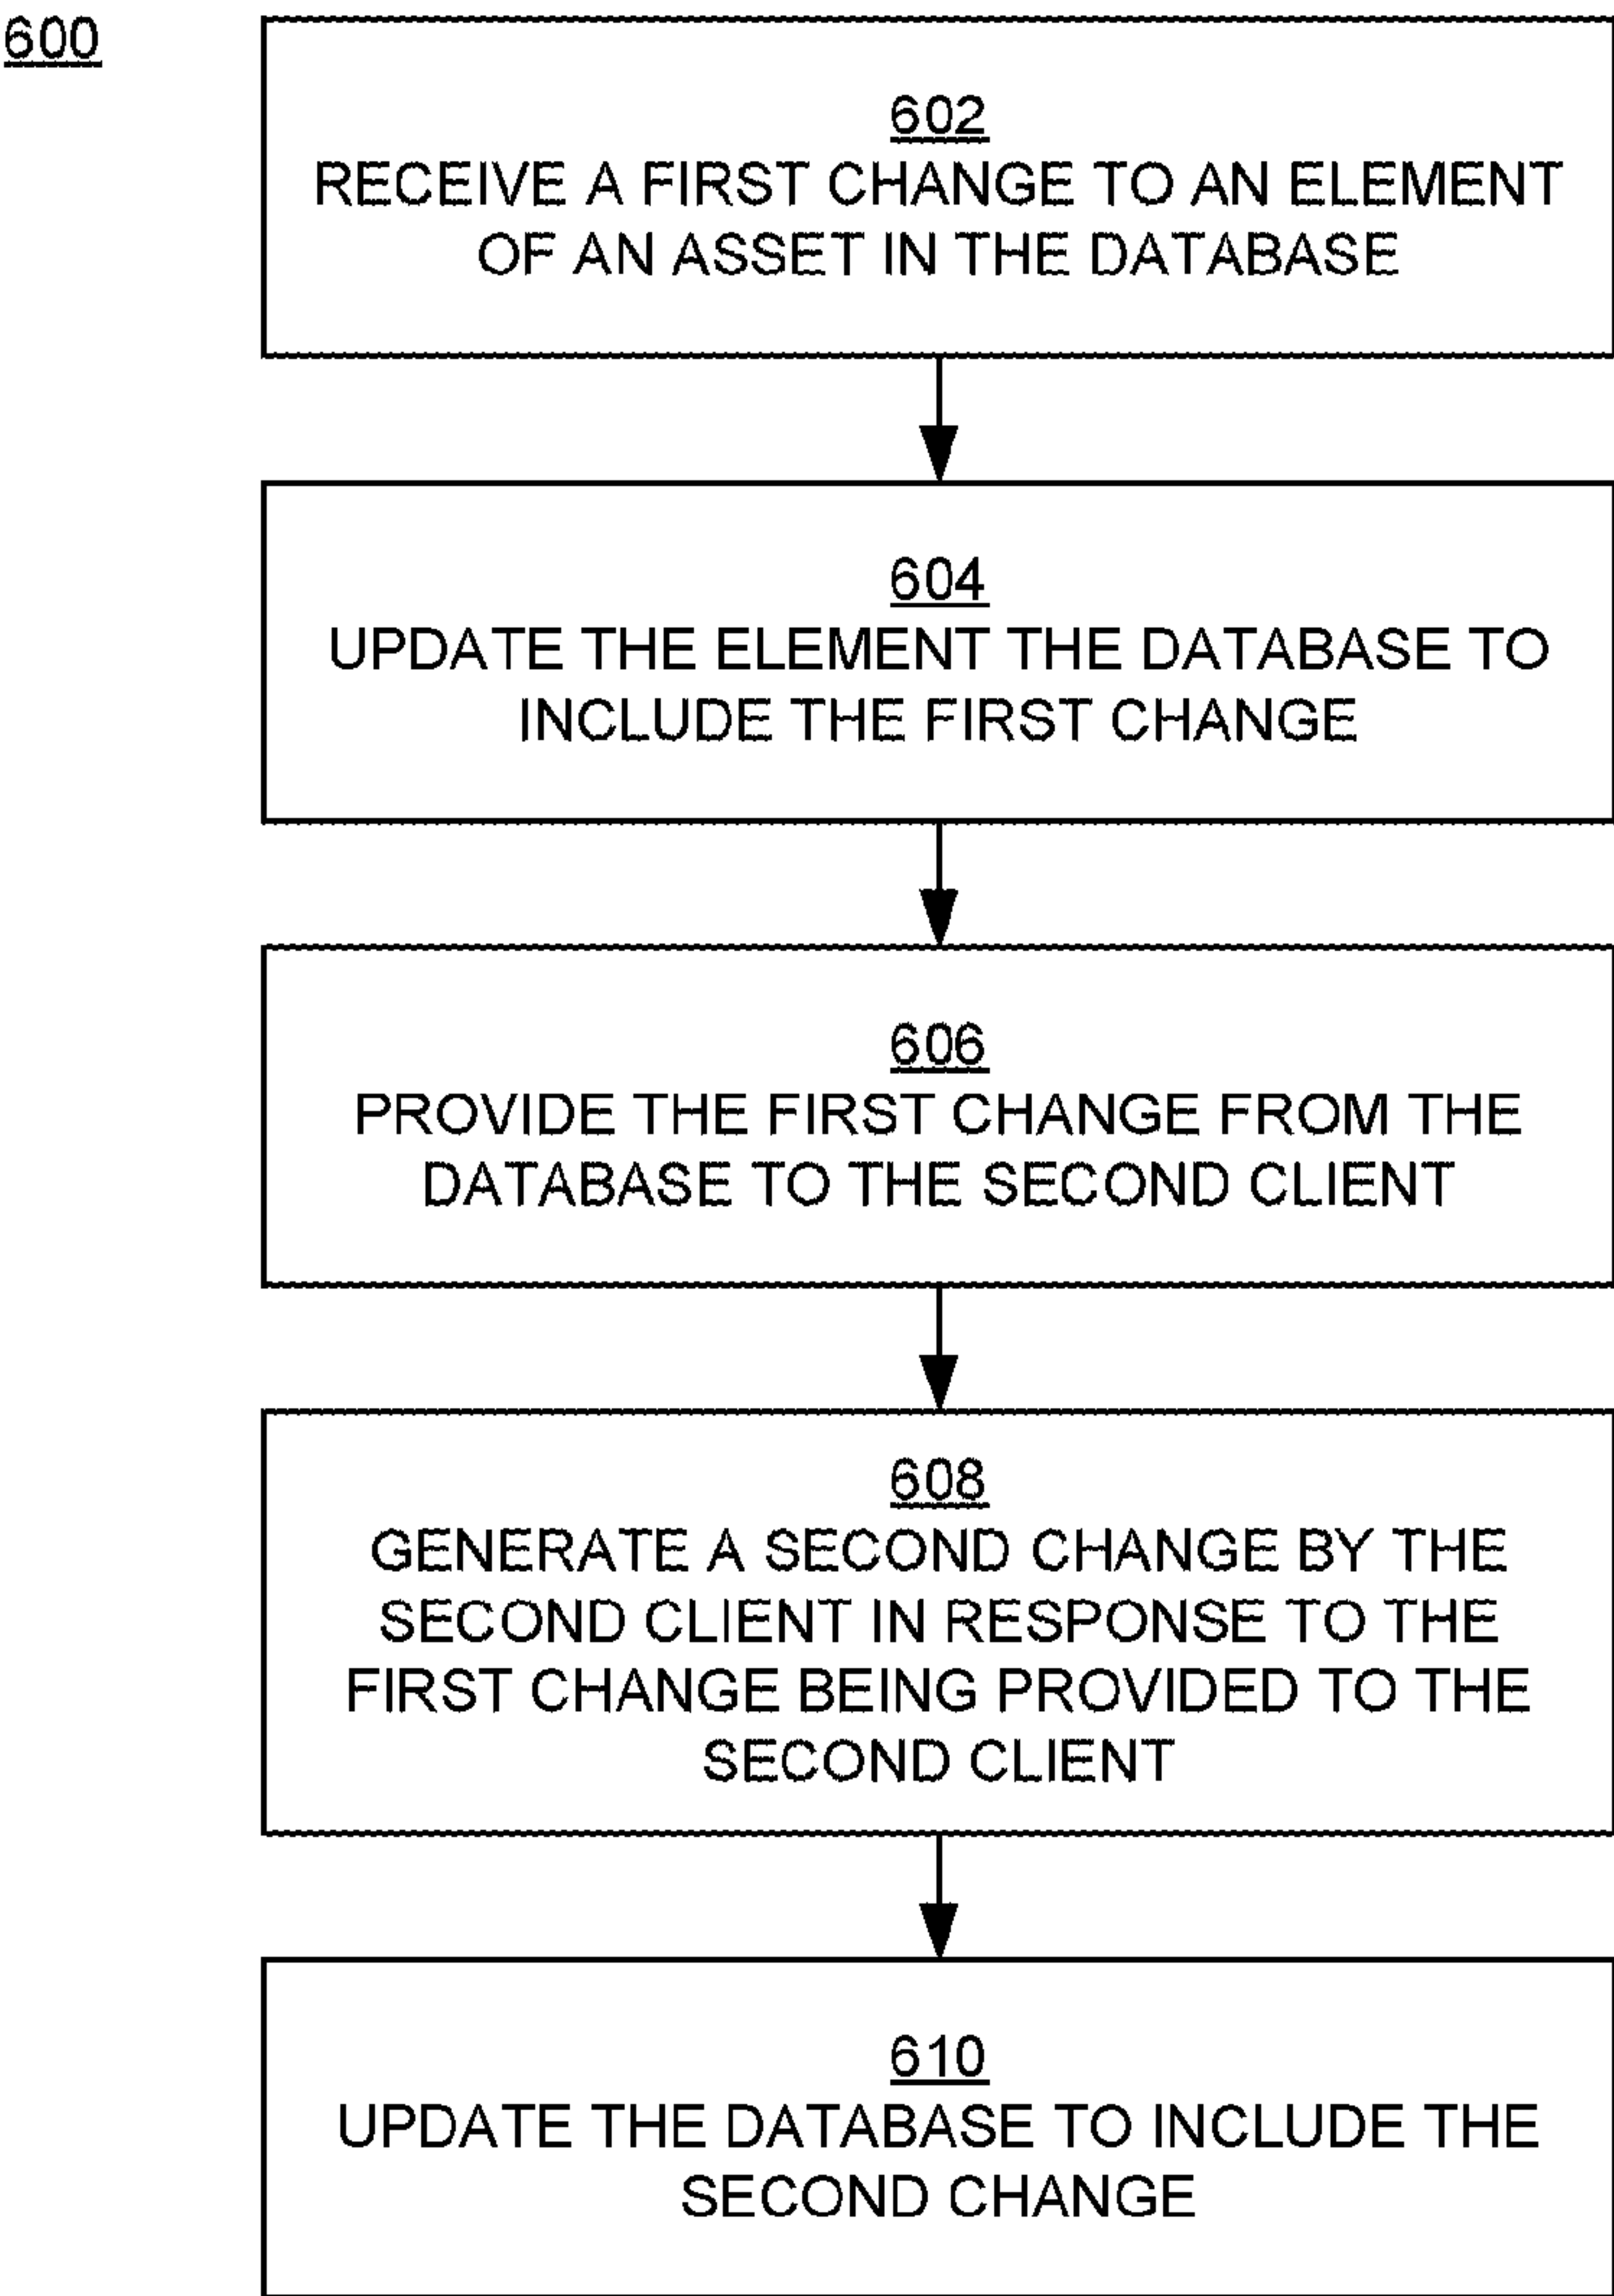 600
602
RECEIVE A FIRST CHANGE TO AN ELEMENT
OF AN ASSET IN THE DATABASE
604
UPDATE THE ELEMENT THE DATABASE TO
INCLUDE THE FIRST CHANGE
606
PROVIDE THE FIRST CHANGE FROM THE
DATABASE TO THE SECOND CLIENT
608
GENERATE A SECOND CHANGE BY THE
SECOND CLIENT IN RESPONSE TO THE
FIRST CHANGE BEING PROVIDED TO THE
SECOND CLIENT
610
UPDATE THE DATABASE TO INCLUDE THE
SECOND CHANGE